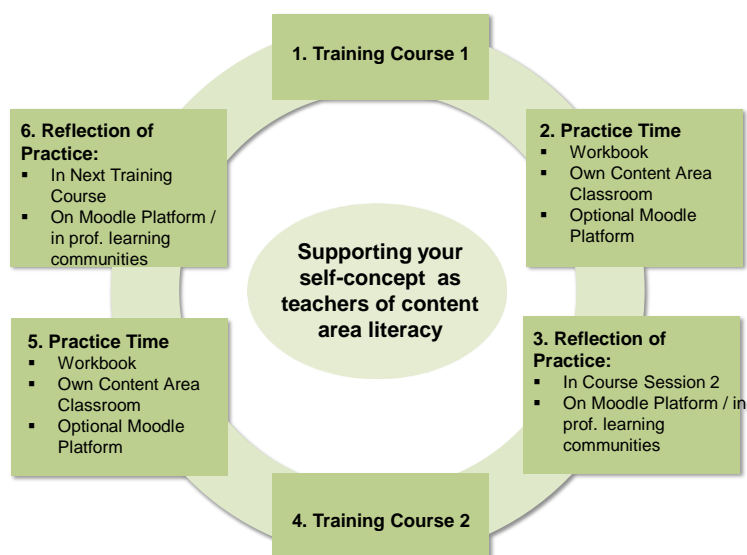 1. Training Course 1
2. Practice Time
▪ Workbook
▪ Own Content Area
Classroom
▪ Optional Moodle
Platform
3. Reflection of
Practice:
▪ In Course Session 2
▪ On Moodle Platform / in
prof. learning
communities
4. Training Course 2
5. Practice Time
▪ Workbook
▪ Own Content Area
Classroom
▪ Optional Moodle
Platform
6. Reflection of
Practice:
▪ In Next Training
Course
▪ On Moodle Platform /
in prof. learning
communities
Supporting your
self-concept as
teachers of content
area literacy